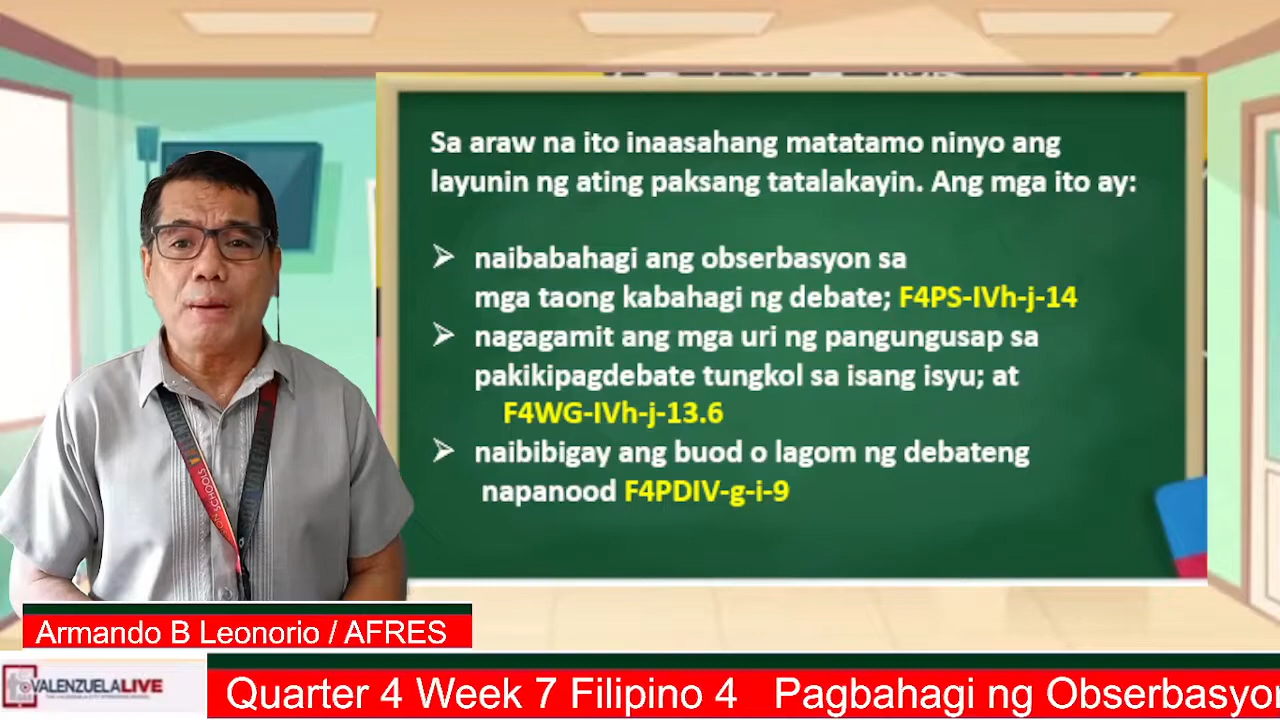 Sa araw na ito inaasahang matatamo ninyo ang
layunin ng ating paksang tatalakayin. Ang mga ito ay:
➢ naibabahagi ang obserbasyon sa
mga taong kabahagi ng debate; F4PS-IVh-j-14
➢ nagagamit ang mga uri ng pangungusap sa
pakikipagdebate tungkol sa isang isyu; at
F4WG-IVh-j-13.6
➢ naibibigay ang buod o lagom ng debateng
napanood F4PDIV-g-i-9
Armando B Leonorio / AFRES
VALENZUELALIVE
Quarter 4 Week 7 Filipino 4 Pagbahagi ng Obserbasyon